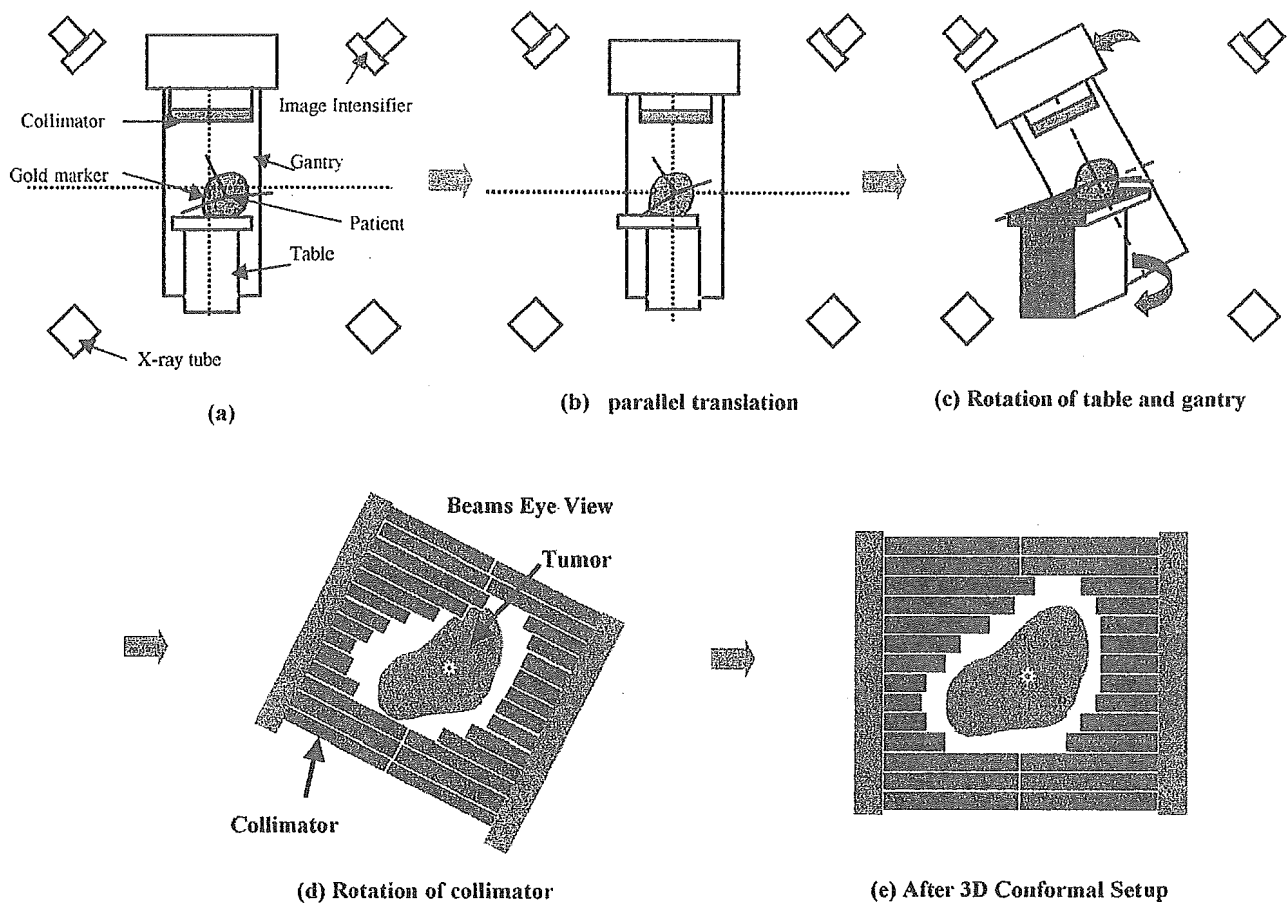 Image Intensifier
Collimator
Gantry
Gold marker
Patient
Table
X-ray tube
(a)
(b) parallel translation
(c) Rotation of table and gantry
Beams Eye View
Tumor
Collimator
(d) Rotation of collimator
(e) After 3D Conformal Setup